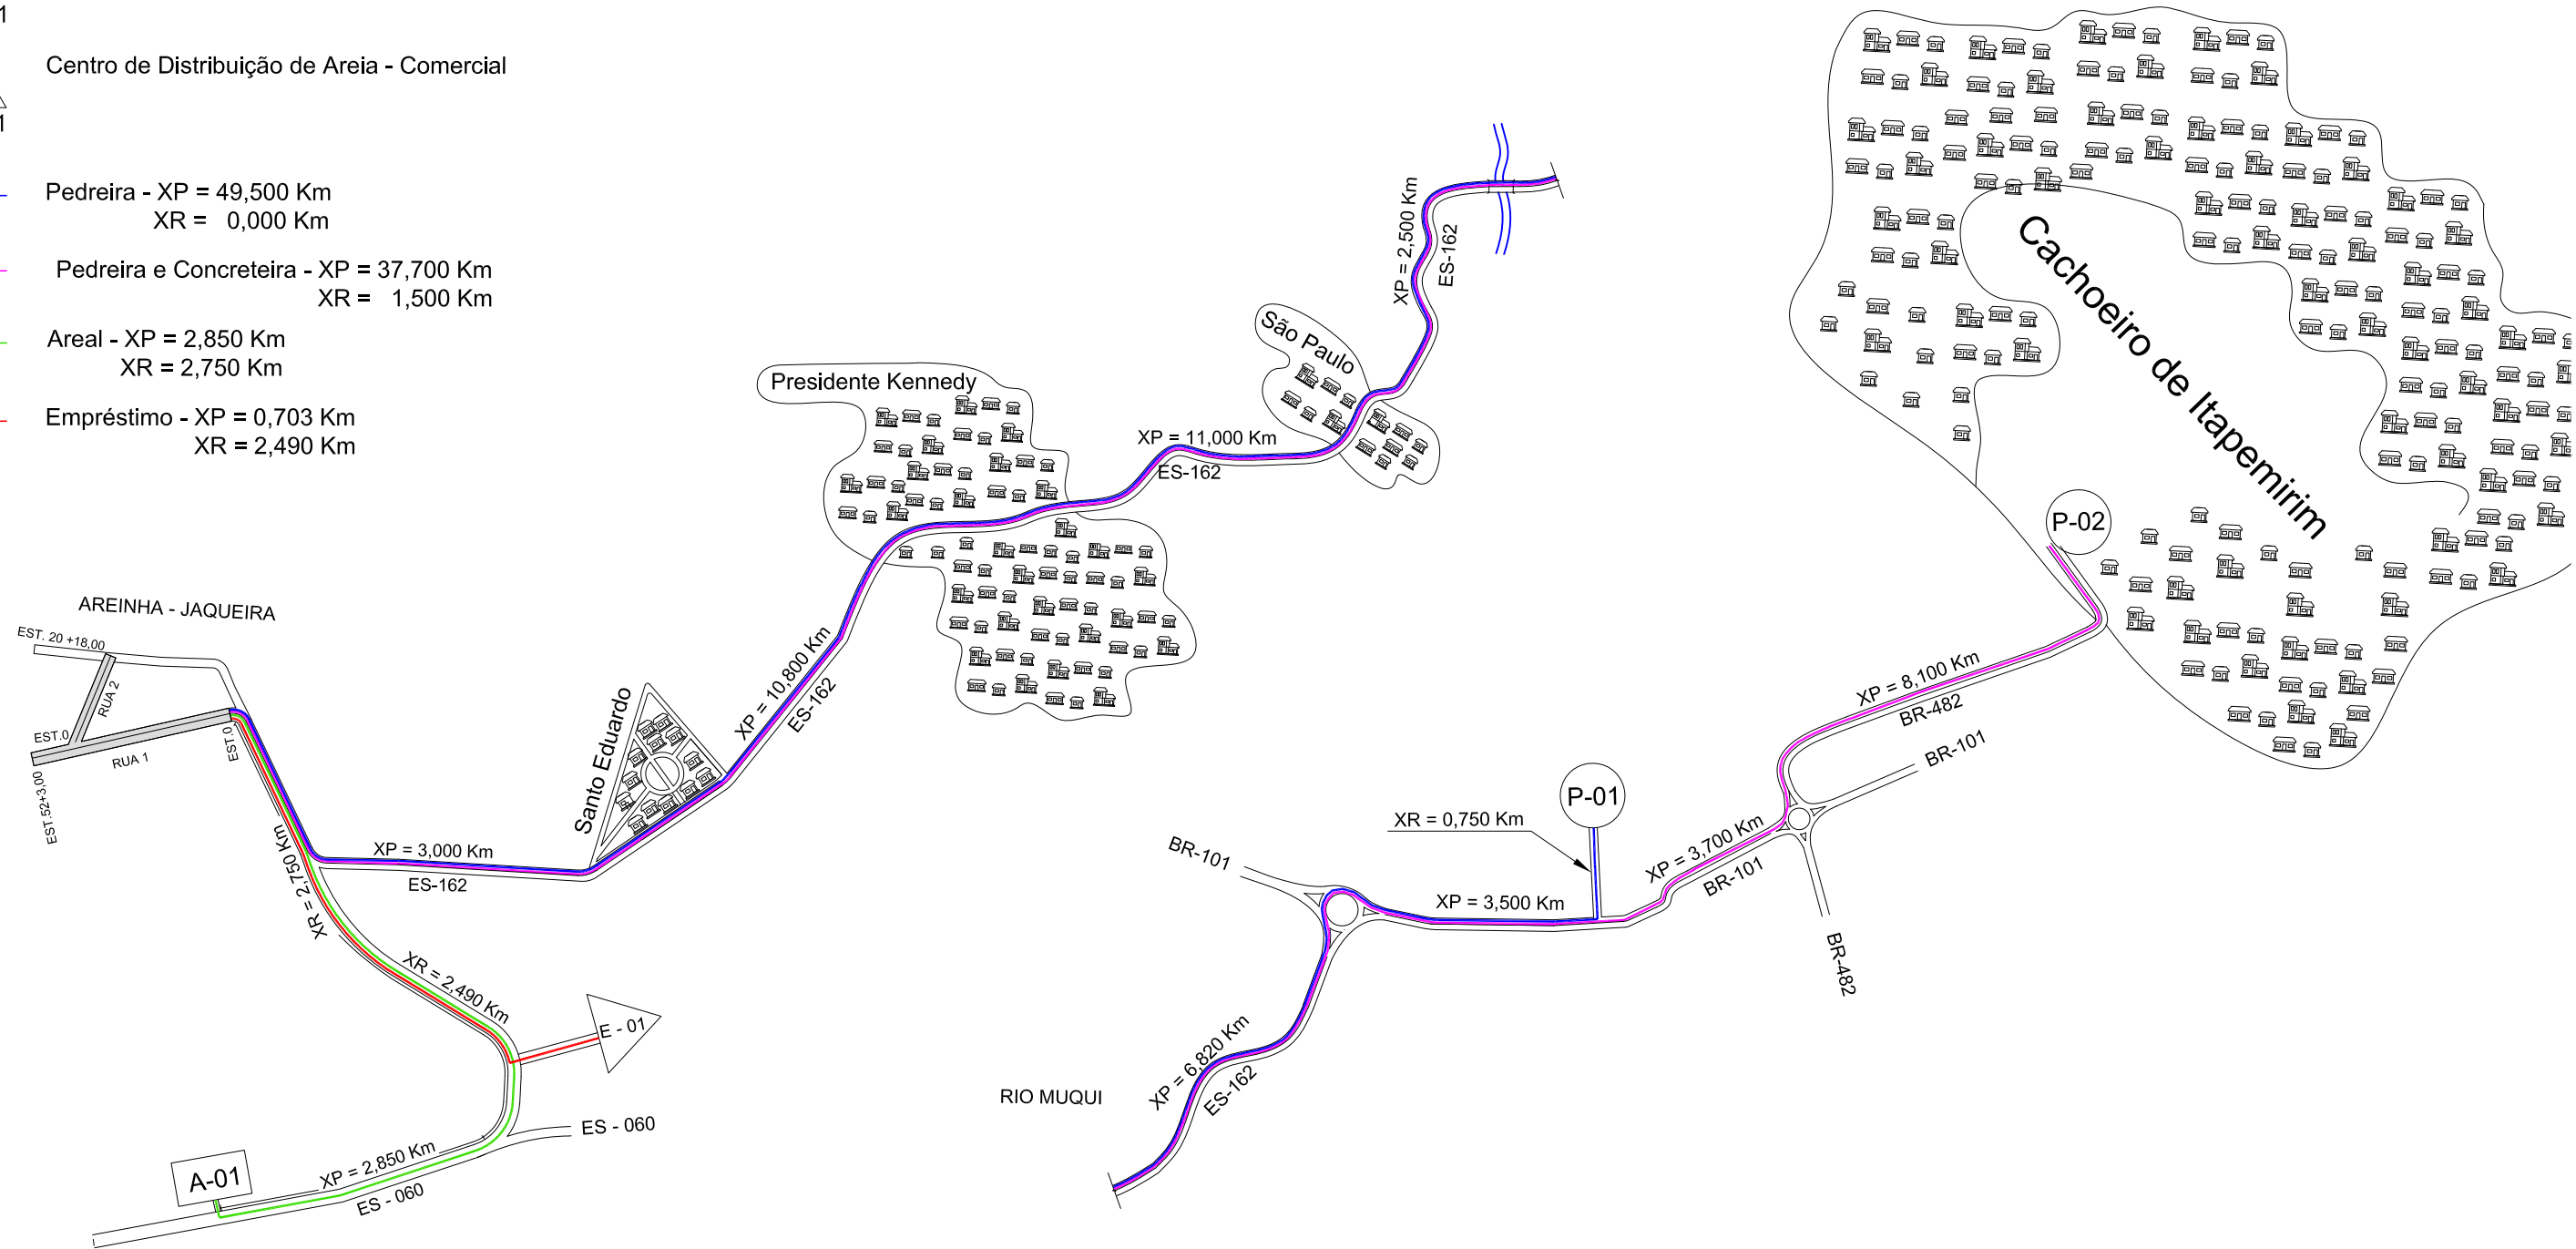 1
Centro de Distribuição de Areia - Comercial
1
Pedreira - XP = 49,500 Km
XR = 0,000 Km
Pedreira e Concreteira - XP = 37,700 Km
XR = 1,500 Km
Areal - XP = 2,850 Km
XR = 2,750 Km
Empréstimo - XP = 0,703 Km
XR = 2,490 Km
AREINHA - JAQUEIRA
EST. 20 +18,00
RUA 2
EST.0
RUA 1
EST.0
EST.52+3,00
XR = 2,750 Km
XP = 3,000 Km
ES-162
Santo Eduardo
XP = 10,800 Km
ES-162
Presidente Kennedy
XP = 11,000 Km
ES-162
São Paulo
XP = 2,500 Km
ES-162
XR = 2,490 Km
E - 01
ES - 060
XP = 2,850 Km
ES - 060
A-01
RIO MUQUI
XP = 6,820 Km
ES-162
BR-101
XP = 3,500 Km
XR = 0,750 Km
P-01
XP = 3,700 Km
BR-101
BR-482
BR-101
XP = 8,100 Km
BR-482
P-02
Cachoeiro de Itapemirim